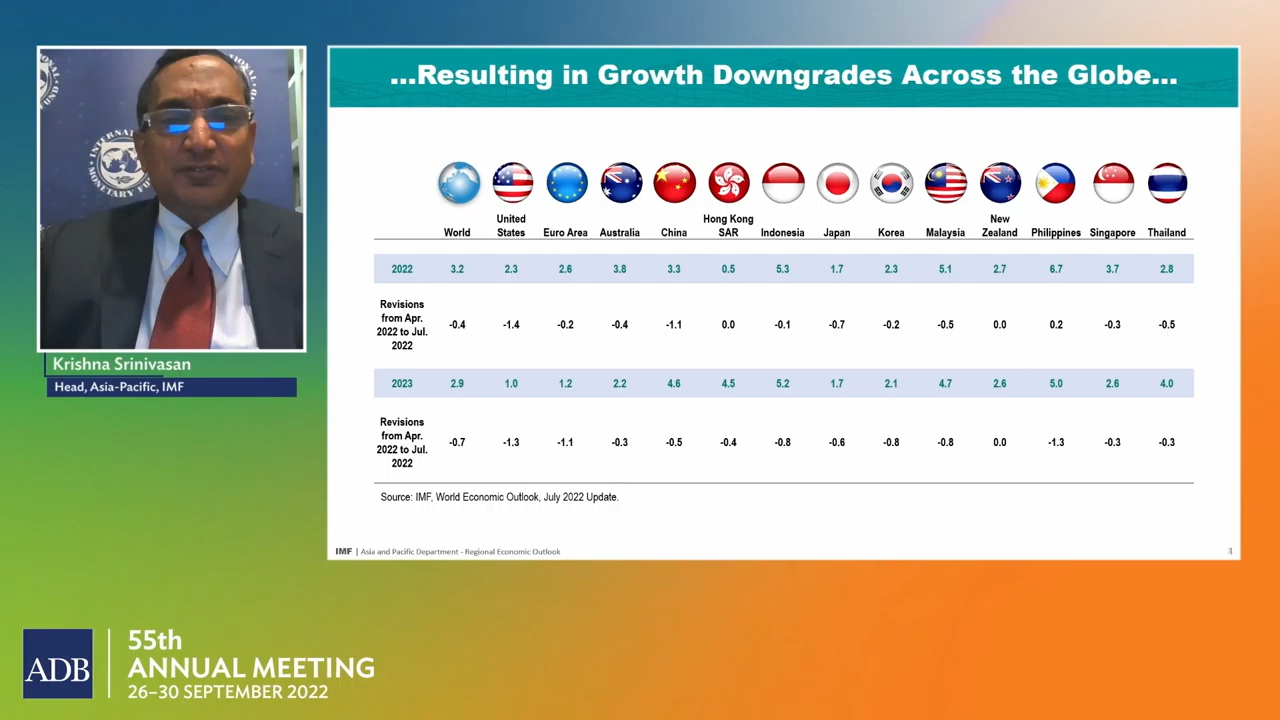 ...Resulting in Growth Downgrades Across the Globe...
World United States Euro Area Australia China Hong Kong SAR Indonesia Japan Korea Malaysia New Zealand Philippines Singapore Thailand
2022 3.2 2.3 2.6 3.8 3.3 0.5 5.3 1.7 2.3 5.1 2.7 6.7 3.7 2.8
Revisions from Apr. 2022 to Jul. 2022 -0.4 -1.4 -0.2 -0.4 -1.1 0.0 -0.1 -0.7 -0.2 -0.5 0.0 0.2 -0.3 -0.5
2023 2.9 1.0 1.2 2.2 4.6 4.5 5.2 1.7 2.1 4.7 2.6 5.0 2.6 4.0
Revisions from Apr. 2022 to Jul. 2022 -0.7 -1.3 -1.1 -0.3 -0.5 -0.4 -0.8 -0.6 -0.8 -0.8 0.0 -1.3 -0.3 -0.3
Source: IMF, World Economic Outlook, July 2022 Update.
IMF | Asia and Pacific Department - Regional Economic Outlook
Krishna Srinivasan
Head, Asia-Pacific, IMF
ADB
55th
ANNUAL MEETING
26–30 SEPTEMBER 2022